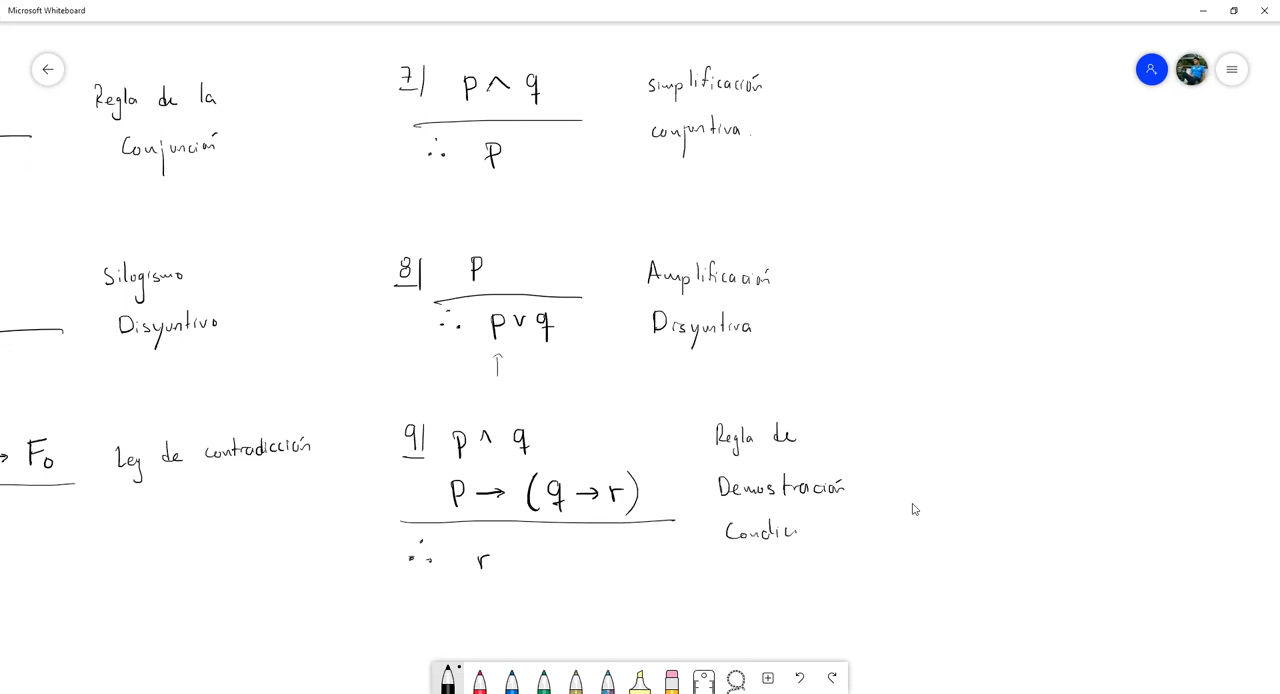 Microsoft Whiteboard
Regla de la
Conjunción
7| p ∧ q
∴ p
simplificación
conjuntiva.
Silogismo
Disyuntivo
8| p
∴ p ∨ q
↑
Amplificación
Disyuntiva
→ F₀
Ley de contradicción
9| p ∧ q
p → (q → r)
∴ r
Regla de
Demostración
Condic